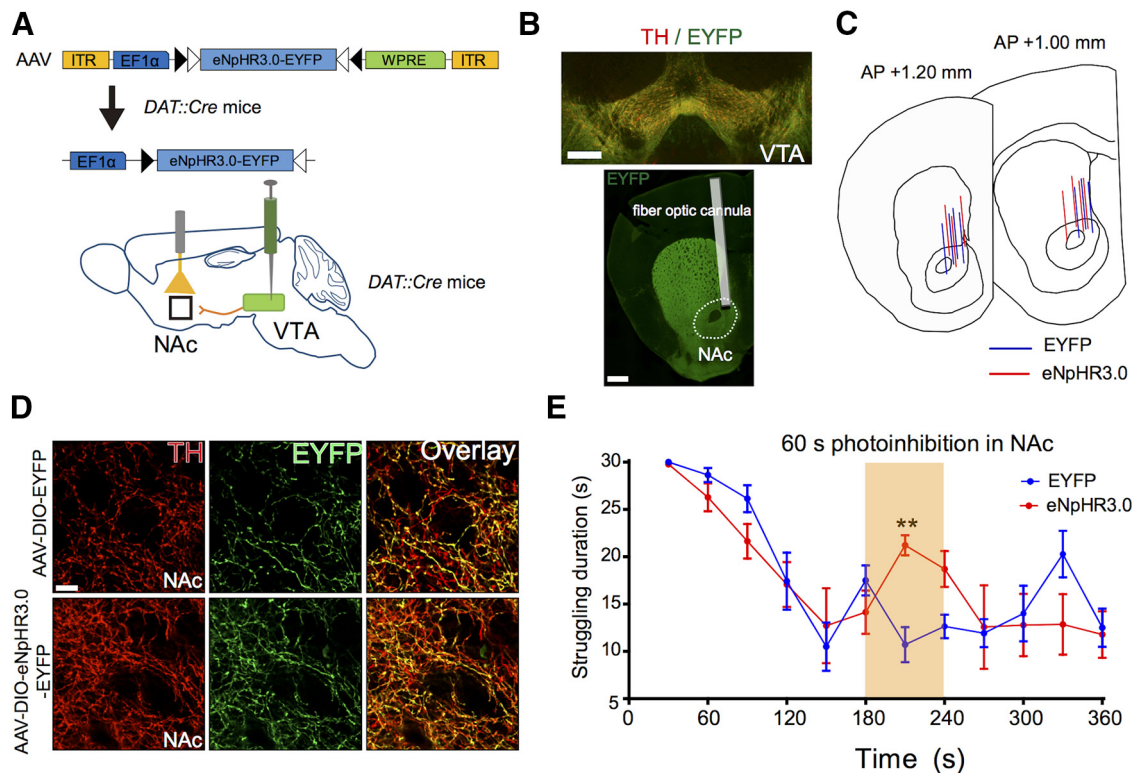 A
AAV
ITR
EF1α
eNpHR3.0-EYFP
WPRE
ITR
DAT::Cre mice
EF1α
eNpHR3.0-EYFP
DAT::Cre mice
NAc
VTA
B
TH / EYFP
VTA
EYFP
fiber optic cannula
NAc
C
AP +1.00 mm
AP +1.20 mm
EYFP
eNpHR3.0
D
TH
EYFP
Overlay
AAV-DIO-EYFP
NAc
AAV-DIO-eNpHR3.0
-EYFP
NAc
E
60 s photoinhibition in NAc
EYFP
eNpHR3.0
**
Struggling duration (s)
30
25
20
15
10
5
0
60
120
180
240
300
360
Time (s)